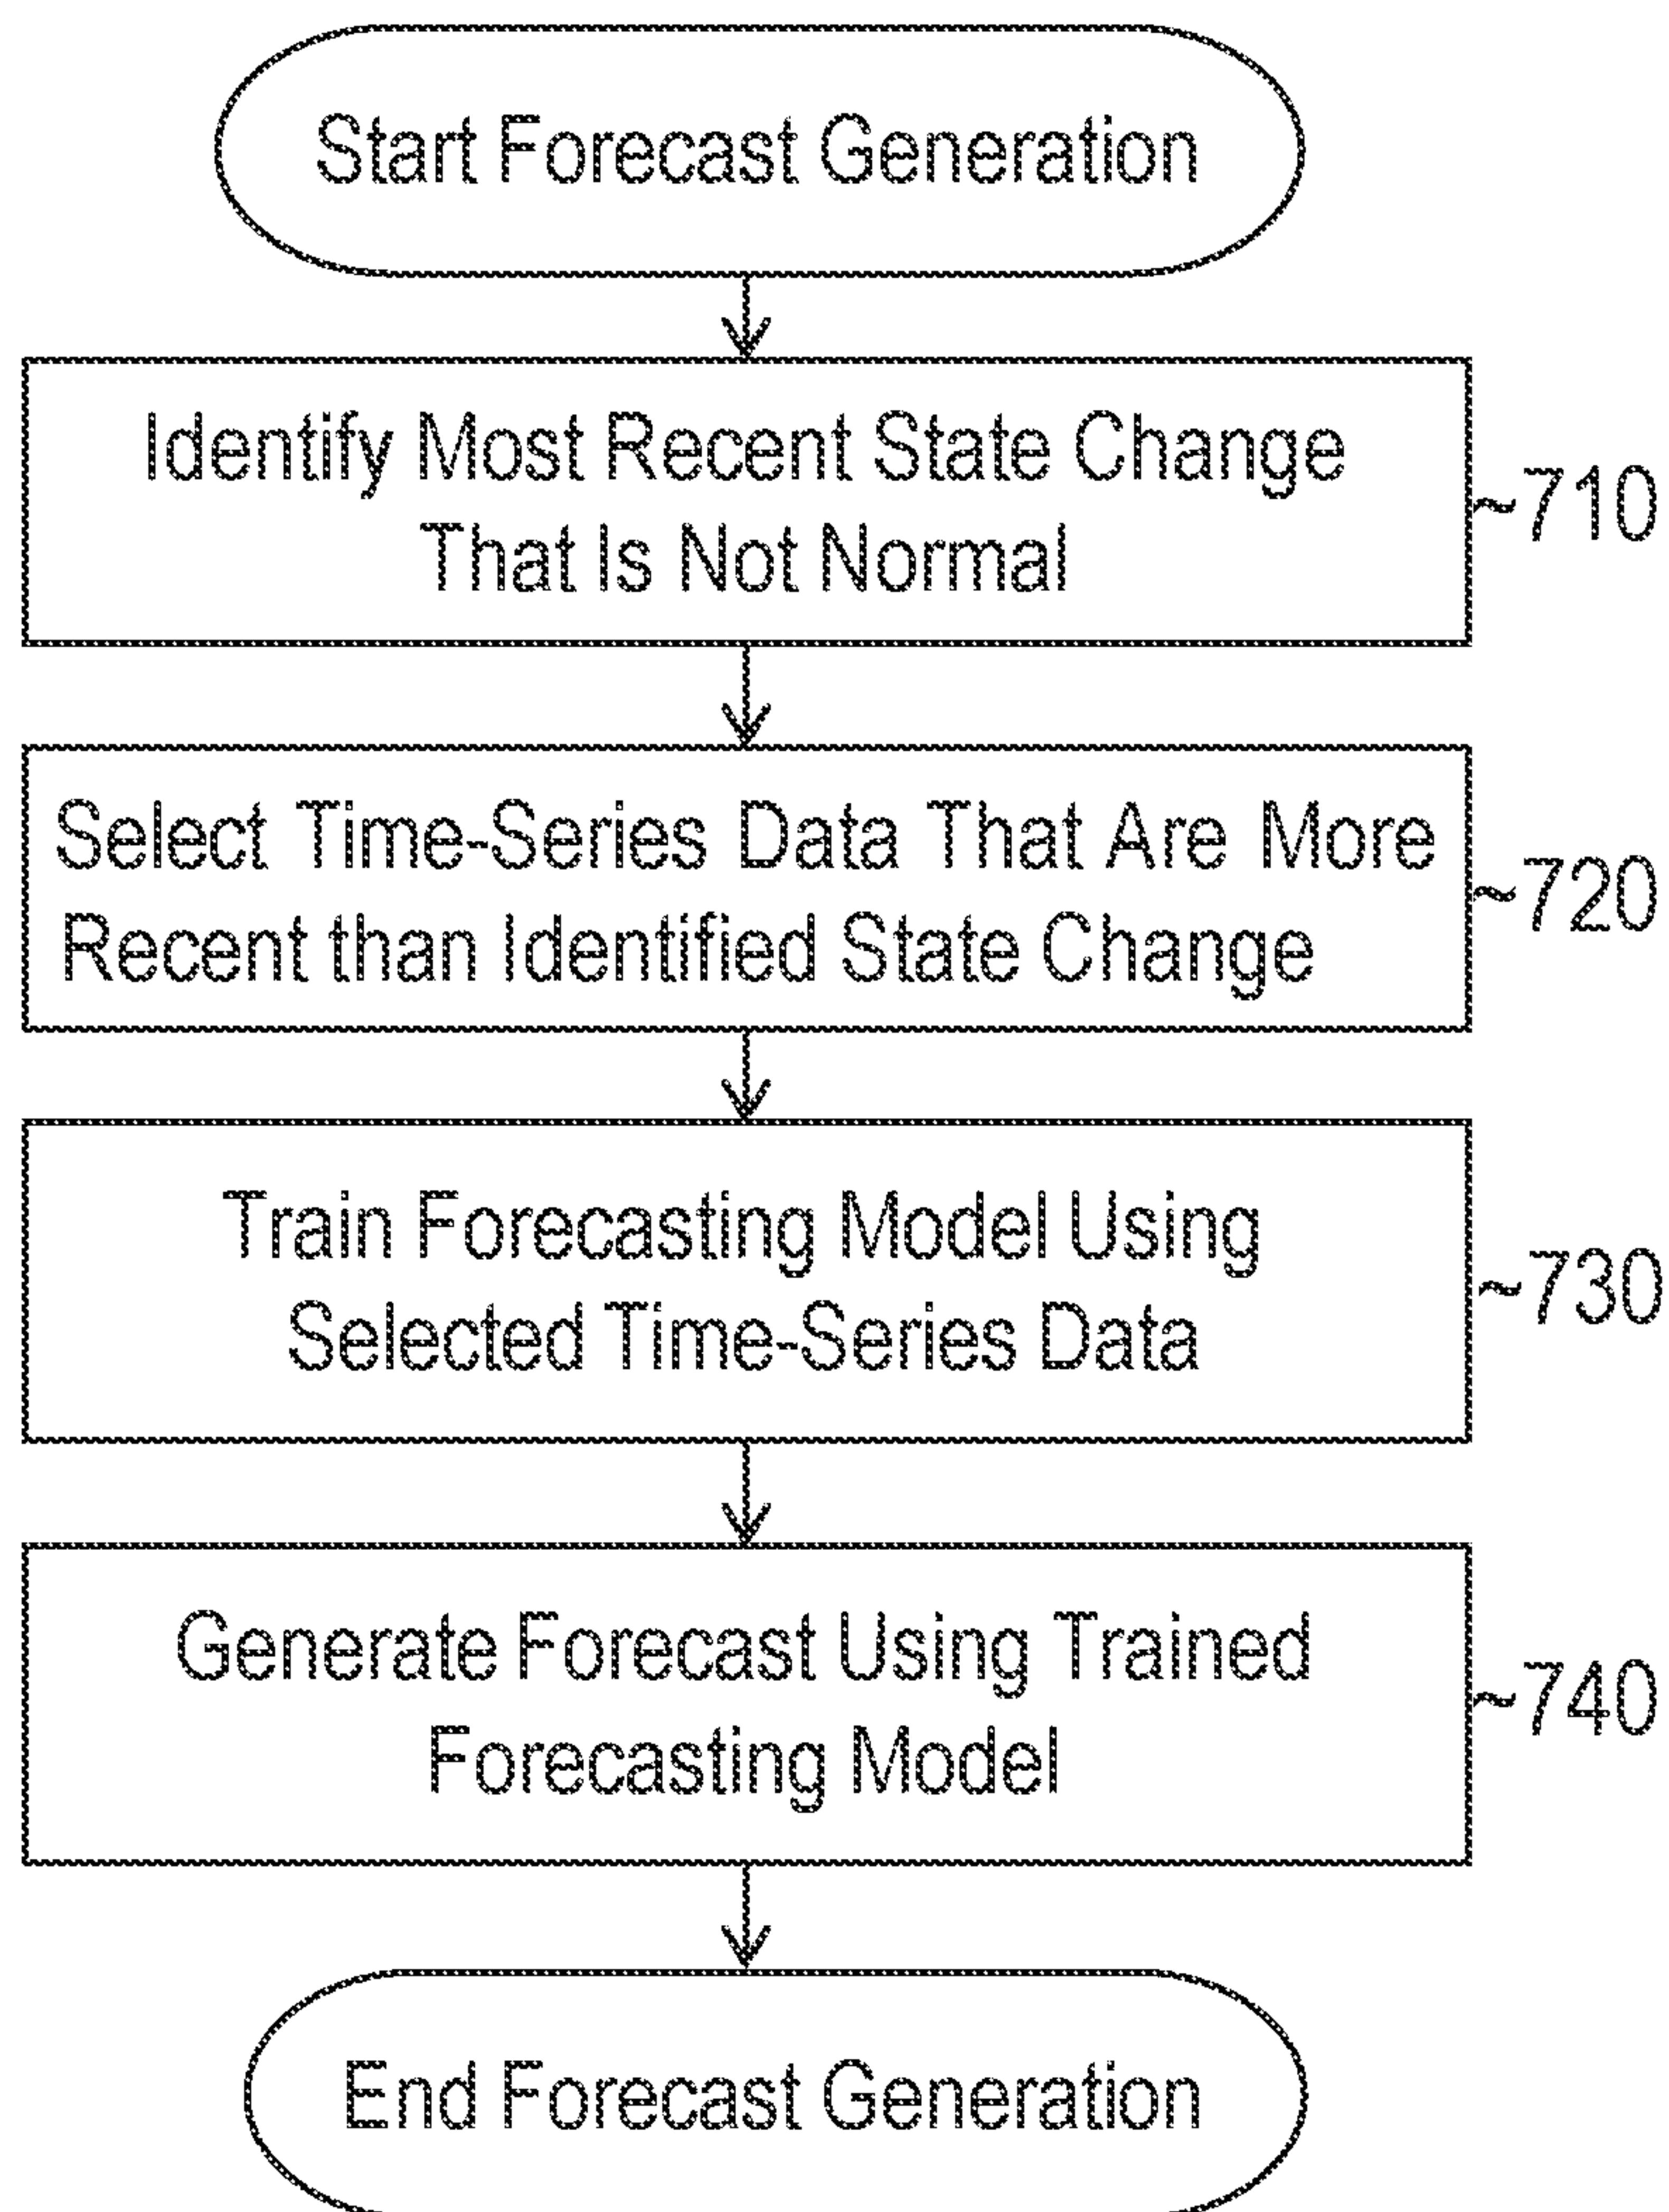 Start Forecast Generation
Identify Most Recent State Change
That Is Not Normal
~710
Select Time-Series Data That Are More
Recent than Identified State Change
~720
Train Forecasting Model Using
Selected Time-Series Data
~730
Generate Forecast Using Trained
Forecasting Model
~740
End Forecast Generation